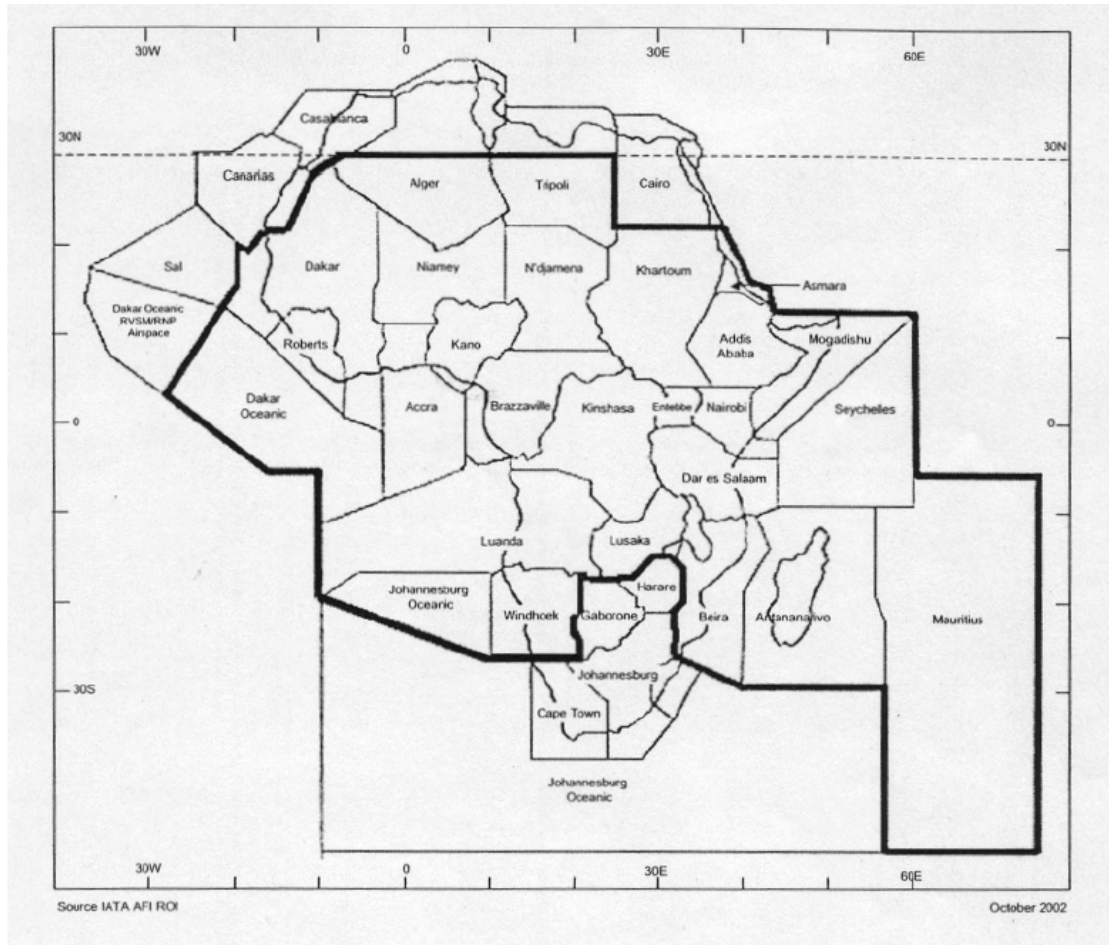 30W 0 30E 60E
Casablanca
30N 30N
Canarias Alger Tripoli Cairo
Sal Dakar Niamey N'djamena Khartoum
Asmara
Dakar Oceanic
RVSM/RNP
Airspace
Roberts Kano Addis
Ababa Mogadishu
Dakar
Oceanic Accra Brazzaville Kinshasa Entebbe Nairobi Seychelles
0 0
Dar es Salaam
Luanda Lusaka
Johannesburg
Oceanic Windhoek Gaborone Harare Beira Antananarivo Mauritius
Johannesburg
30S
Cape Town
Johannesburg
Oceanic
30W 0 30E 60E
Source IATA AFI ROI October 2002